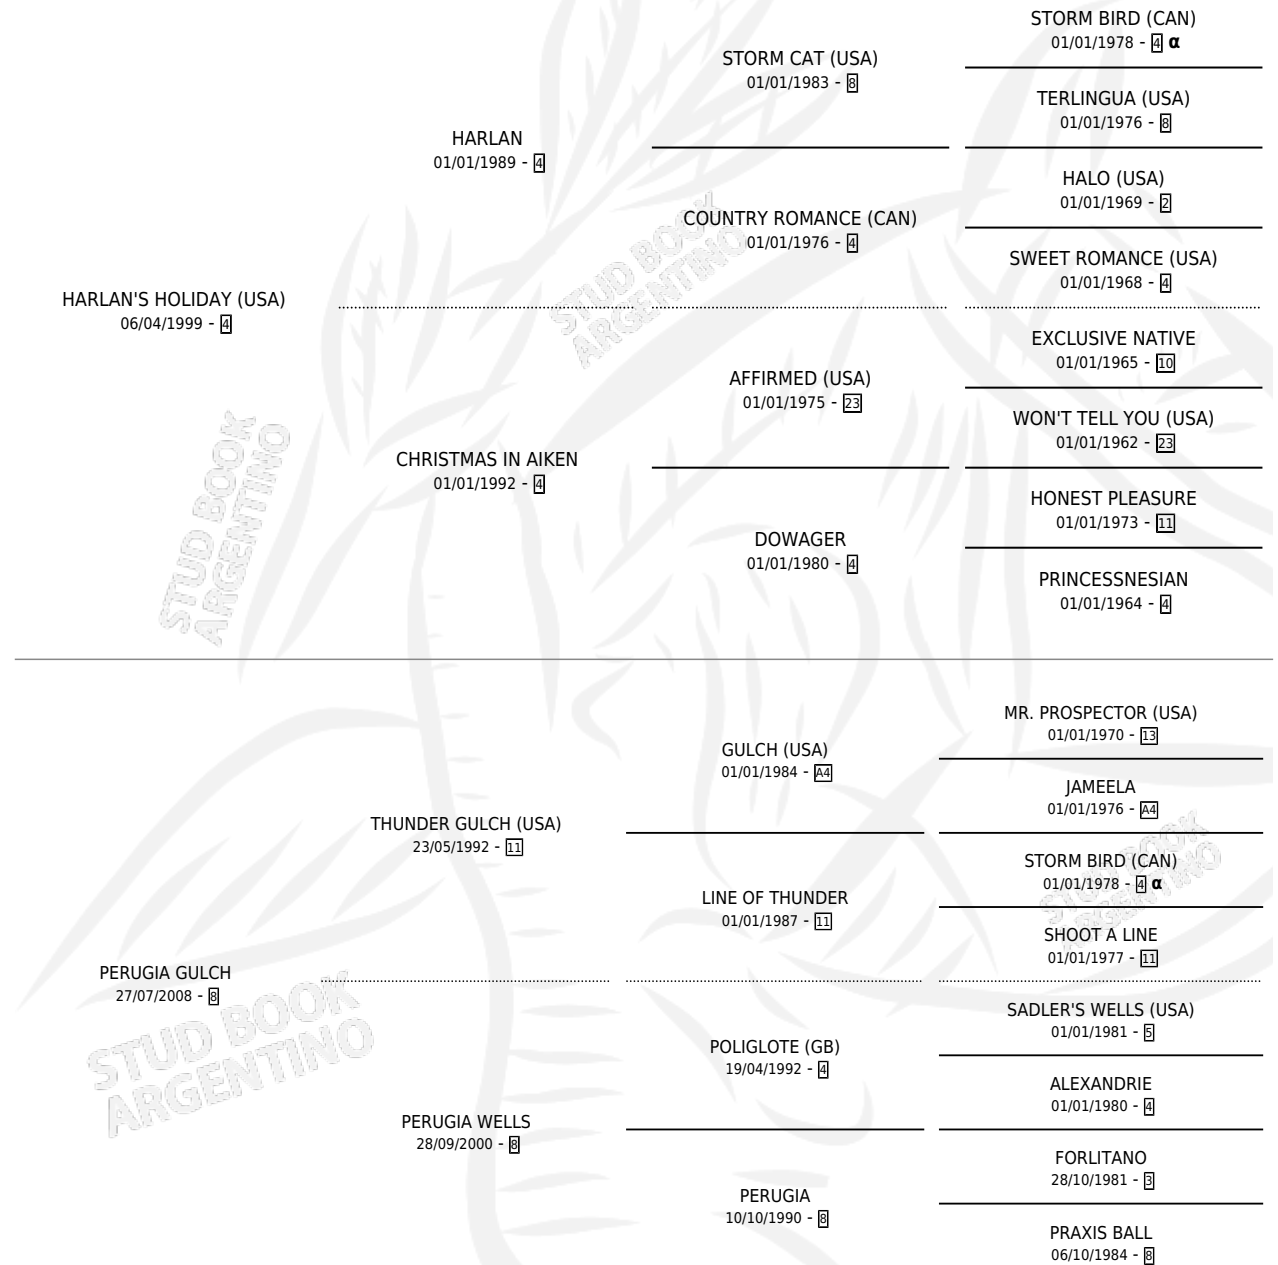 STORM BIRD (CAN)
01/01/1978 - 4 α
STORM CAT (USA)
01/01/1983 - 8
TERLINGUA (USA)
01/01/1976 - 8
HARLAN
01/01/1989 - 4
HALO (USA)
01/01/1969 - 2
COUNTRY ROMANCE (CAN)
01/01/1976 - 4
SWEET ROMANCE (USA)
01/01/1968 - 4
HARLAN'S HOLIDAY (USA)
06/04/1999 - 4
EXCLUSIVE NATIVE
01/01/1965 - 10
AFFIRMED (USA)
01/01/1975 - 23
WON'T TELL YOU (USA)
01/01/1962 - 23
CHRISTMAS IN AIKEN
01/01/1992 - 4
HONEST PLEASURE
01/01/1973 - 11
DOWAGER
01/01/1980 - 4
PRINCESSNESIAN
01/01/1964 - 4
MR. PROSPECTOR (USA)
01/01/1970 - 13
GULCH (USA)
01/01/1984 - A4
JAMEELA
01/01/1976 - A4
THUNDER GULCH (USA)
23/05/1992 - 11
STORM BIRD (CAN)
01/01/1978 - 4 α
LINE OF THUNDER
01/01/1987 - 11
SHOOT A LINE
01/01/1977 - 11
PERUGIA GULCH
27/07/2008 - 8
SADLER'S WELLS (USA)
01/01/1981 - 5
POLIGLOTE (GB)
19/04/1992 - 4
ALEXANDRIE
01/01/1980 - 4
PERUGIA WELLS
28/09/2000 - 8
FORLITANO
28/10/1981 - 3
PERUGIA
10/10/1990 - 8
PRAXIS BALL
06/10/1984 - 8
STUD BOOK
ARGENTINO
STUD BOOK
ARGENTINO
STUD BOOK
ARGENTINO
STUD BOOK
ARGENTINO